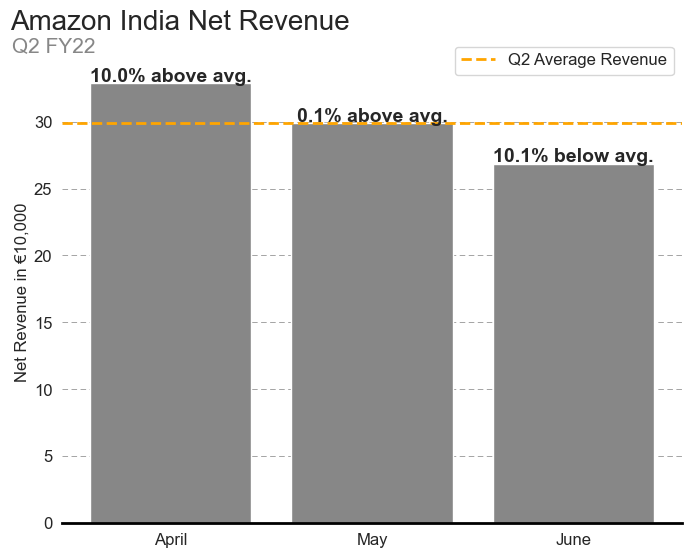 Amazon India Net Revenue
Q2 FY22
Q2 Average Revenue
10.0% above avg.
0.1% above avg.
10.1% below avg.
Net Revenue in €10,000
30
25
20
15
10
5
0
April
May
June